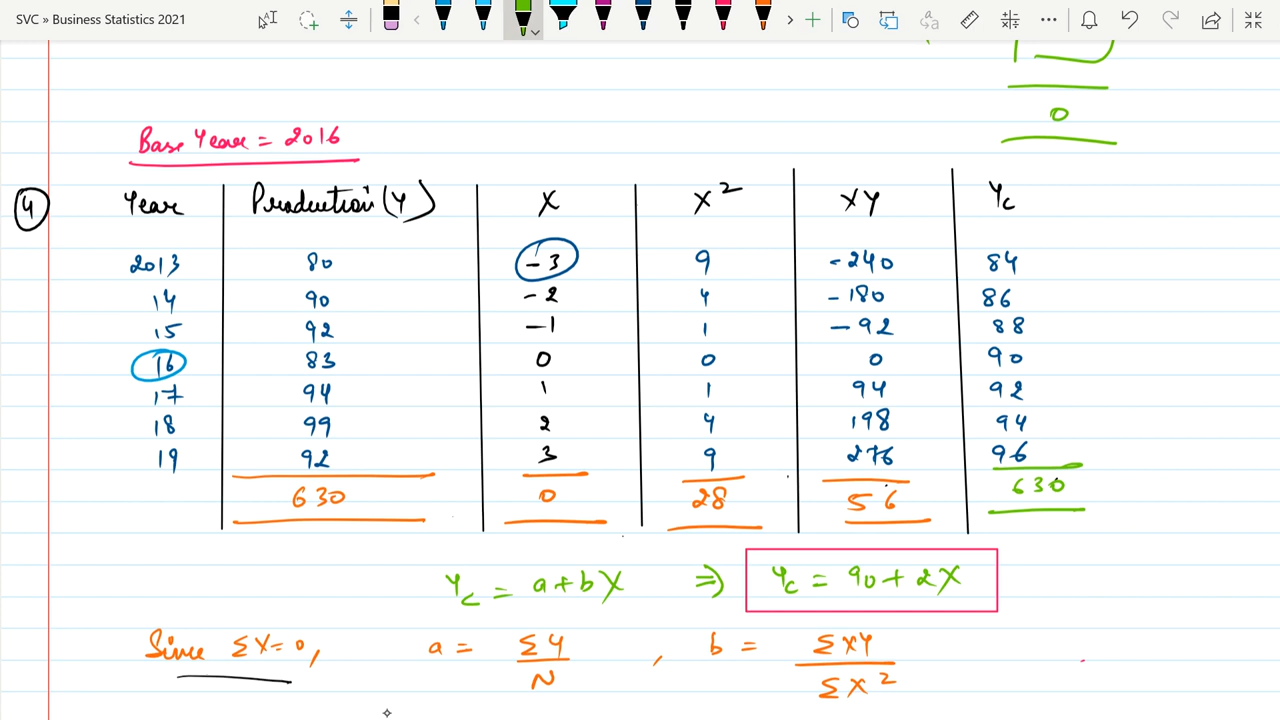 SVC » Business Statistics 2021
0
Base Year = 2016
4 Year Production (Y) X X² XY Yc
2013 80 -3 9 -240 84
14 90 -2 4 -180 86
15 92 -1 1 -92 88
16 83 0 0 0 90
17 94 1 1 94 92
18 99 2 4 198 94
19 92 3 9 276 96
630 0 28 56 630
Yc = a+bX ⇒ Yc = 90+2X
Since ΣX=0, a = ΣY/N , b = ΣXY/ΣX²